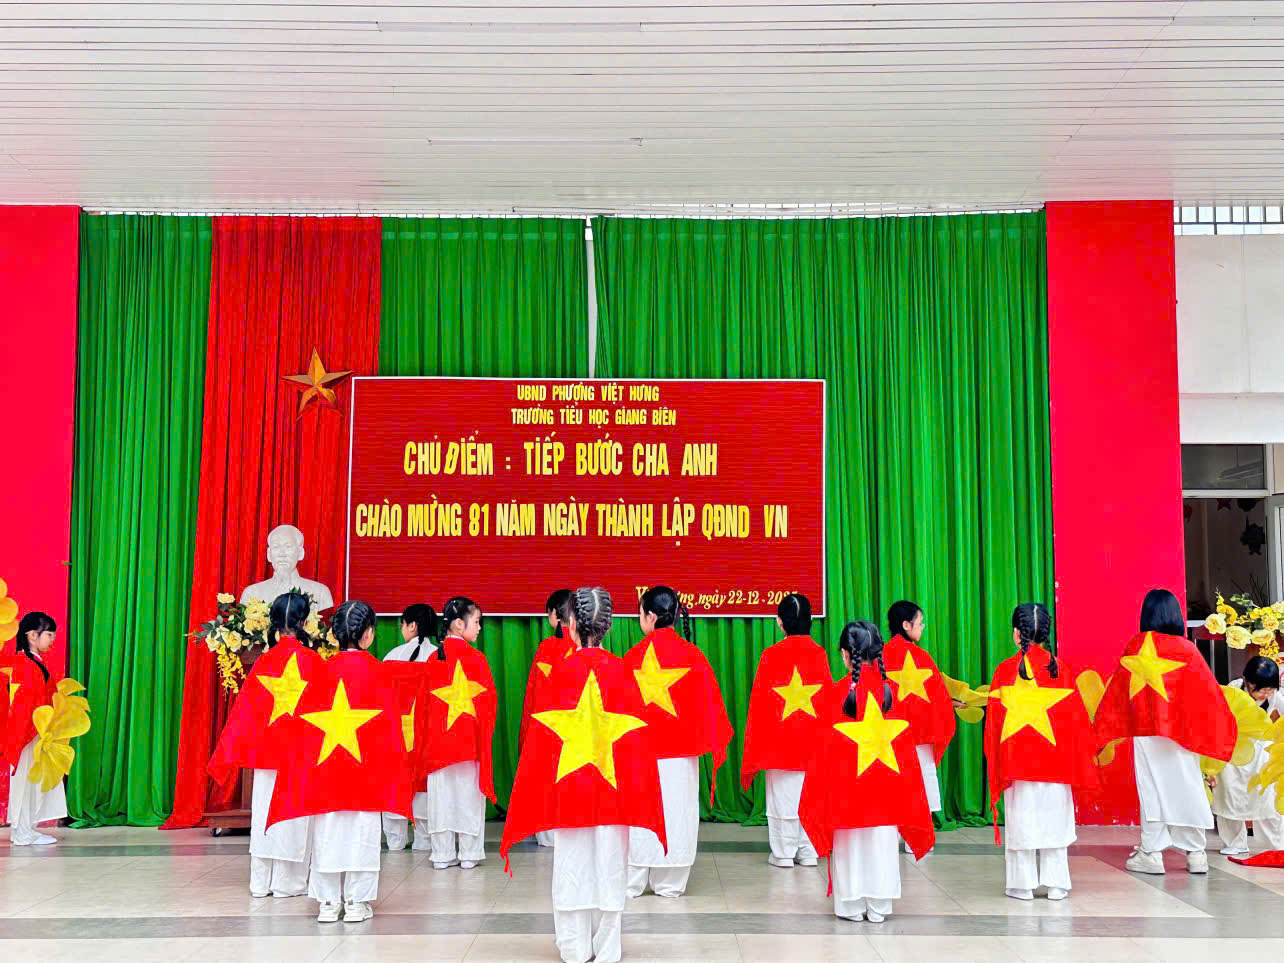 UBND PHƯỜNG VIỆT HƯNG
TRƯỜNG TIỂU HỌC GIANG BIÊN
CHỦ ĐIỂM : TIẾP BƯỚC CHA ANH
CHÀO MỪNG 81 NĂM NGÀY THÀNH LẬP QĐND VN
ngày 22-12-